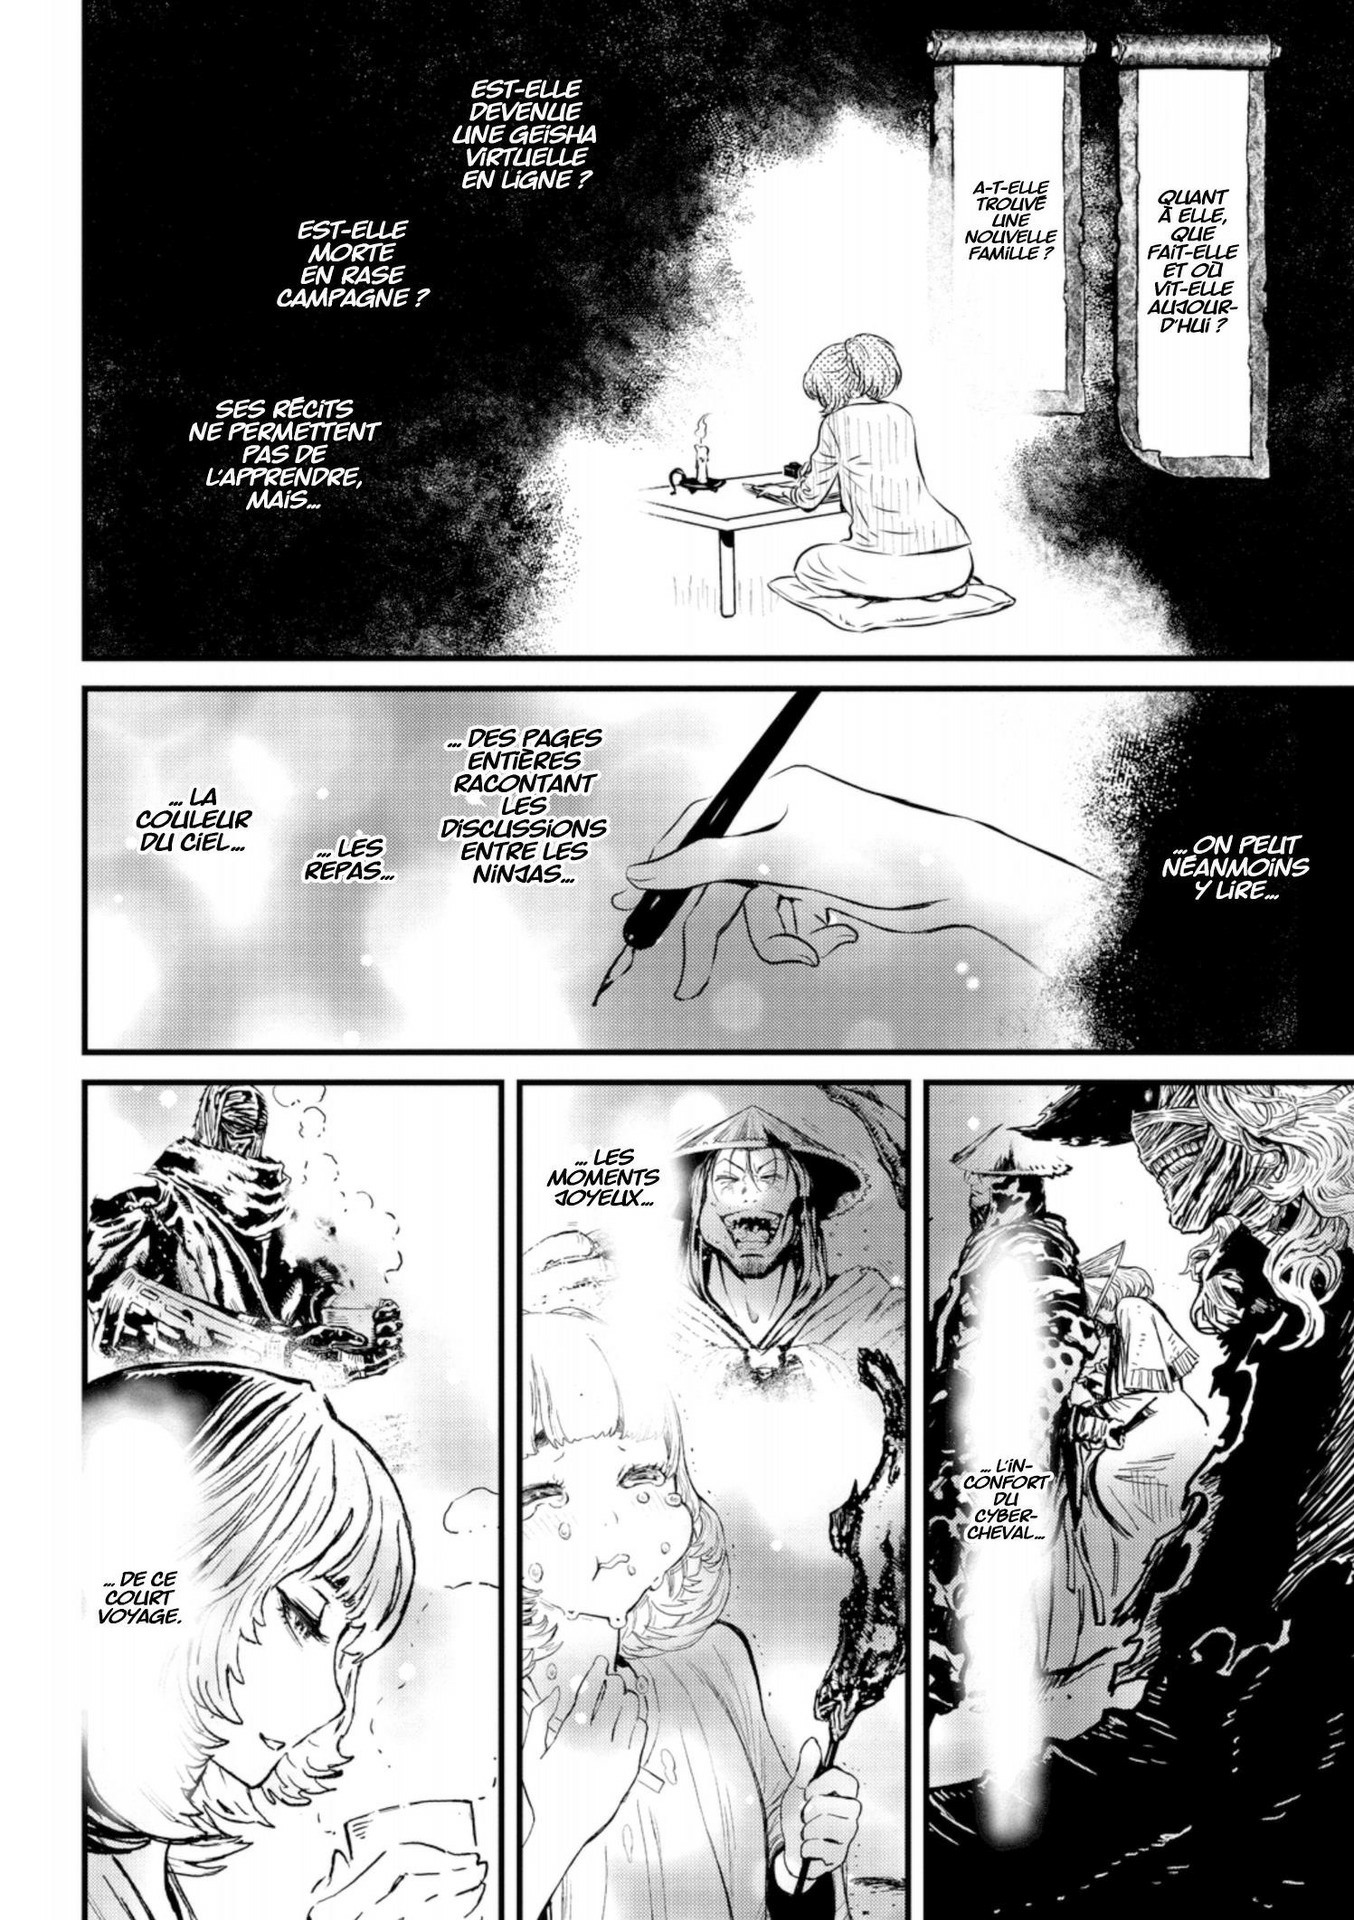 QUANT
À ELLE,
QUE
FAIT-ELLE
ET OÙ
VIT-ELLE
AUJOUR-
D'HUI ?
A-T-ELLE
TROUVÉ
UNE
NOUVELLE
FAMILLE ?
EST-ELLE
DEVENUE
UNE GEISHA
VIRTUELLE
EN LIGNE ?
EST-ELLE
MORTE
EN RASE
CAMPAGNE ?
SES RÉCITS
NE PERMETTENT
PAS DE
L'APPRENDRE,
MAIS...
... ON PEUT
NÉANMOINS
Y LIRE...
... DES PAGES
ENTIÈRES
RACONTANT
LES
DISCUSSIONS
ENTRE LES
NINJAS...
... LES
REPAS...
... LA
COULEUR
DU CIEL...
... L'IN-
CONFORT
DU
CYBER-
CHEVAL...
... LES
MOMENTS
JOYEUX...
... DE CE
COURT
VOYAGE.